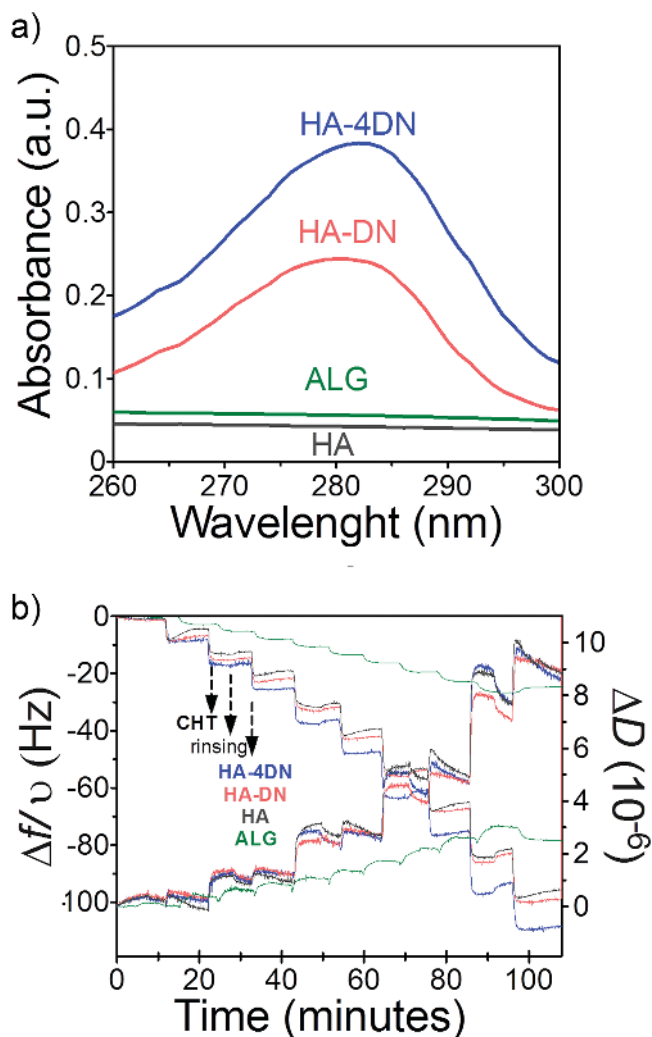 a)
0.5
0.4
0.3
0.2
0.1
0
Absorbance (a.u.)
HA-4DN
HA-DN
ALG
HA
260 270 280 290 300
Wavelenght (nm)
b)
0
-20
-40
-60
-80
-100
Δf/υ (Hz)
CHT
rinsing
HA-4DN
HA-DN
HA
ALG
10
8
6
4
2
0
ΔD (10-6)
0 20 40 60 80 100
Time (minutes)